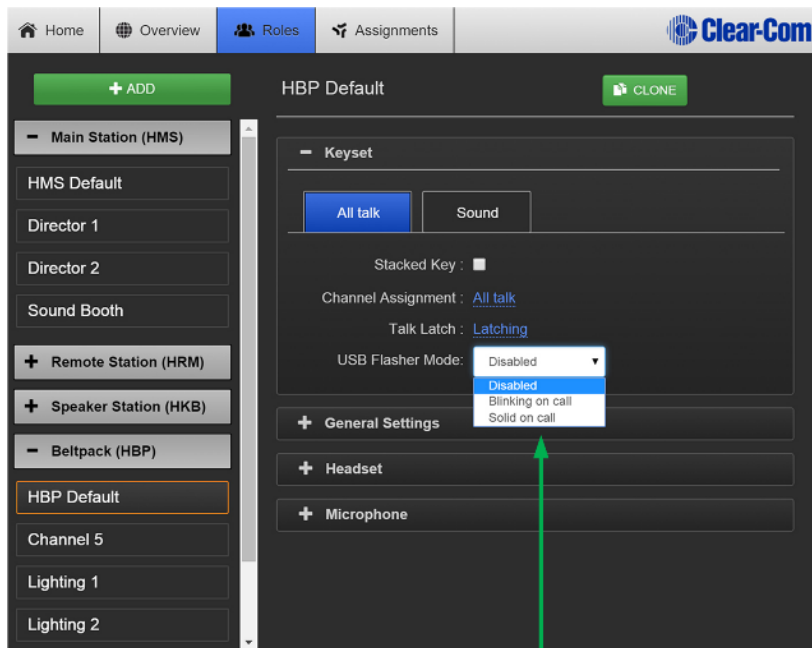 Home
Overview
Roles
Assignments
Clear-Com
ADD
Main Station (HMS)
HMS Default
Director 1
Director 2
Sound Booth
Remote Station (HRM)
Speaker Station (HKB)
Beltpack (HBP)
HBP Default
Channel 5
Lighting 1
Lighting 2
HBP Default
CLONE
Keyset
All talk
Sound
Stacked Key :
Channel Assignment : All talk
Talk Latch : Latching
USB Flasher Mode: Disabled
Disabled
Blinking on call
Solid on call
General Settings
Headset
Microphone